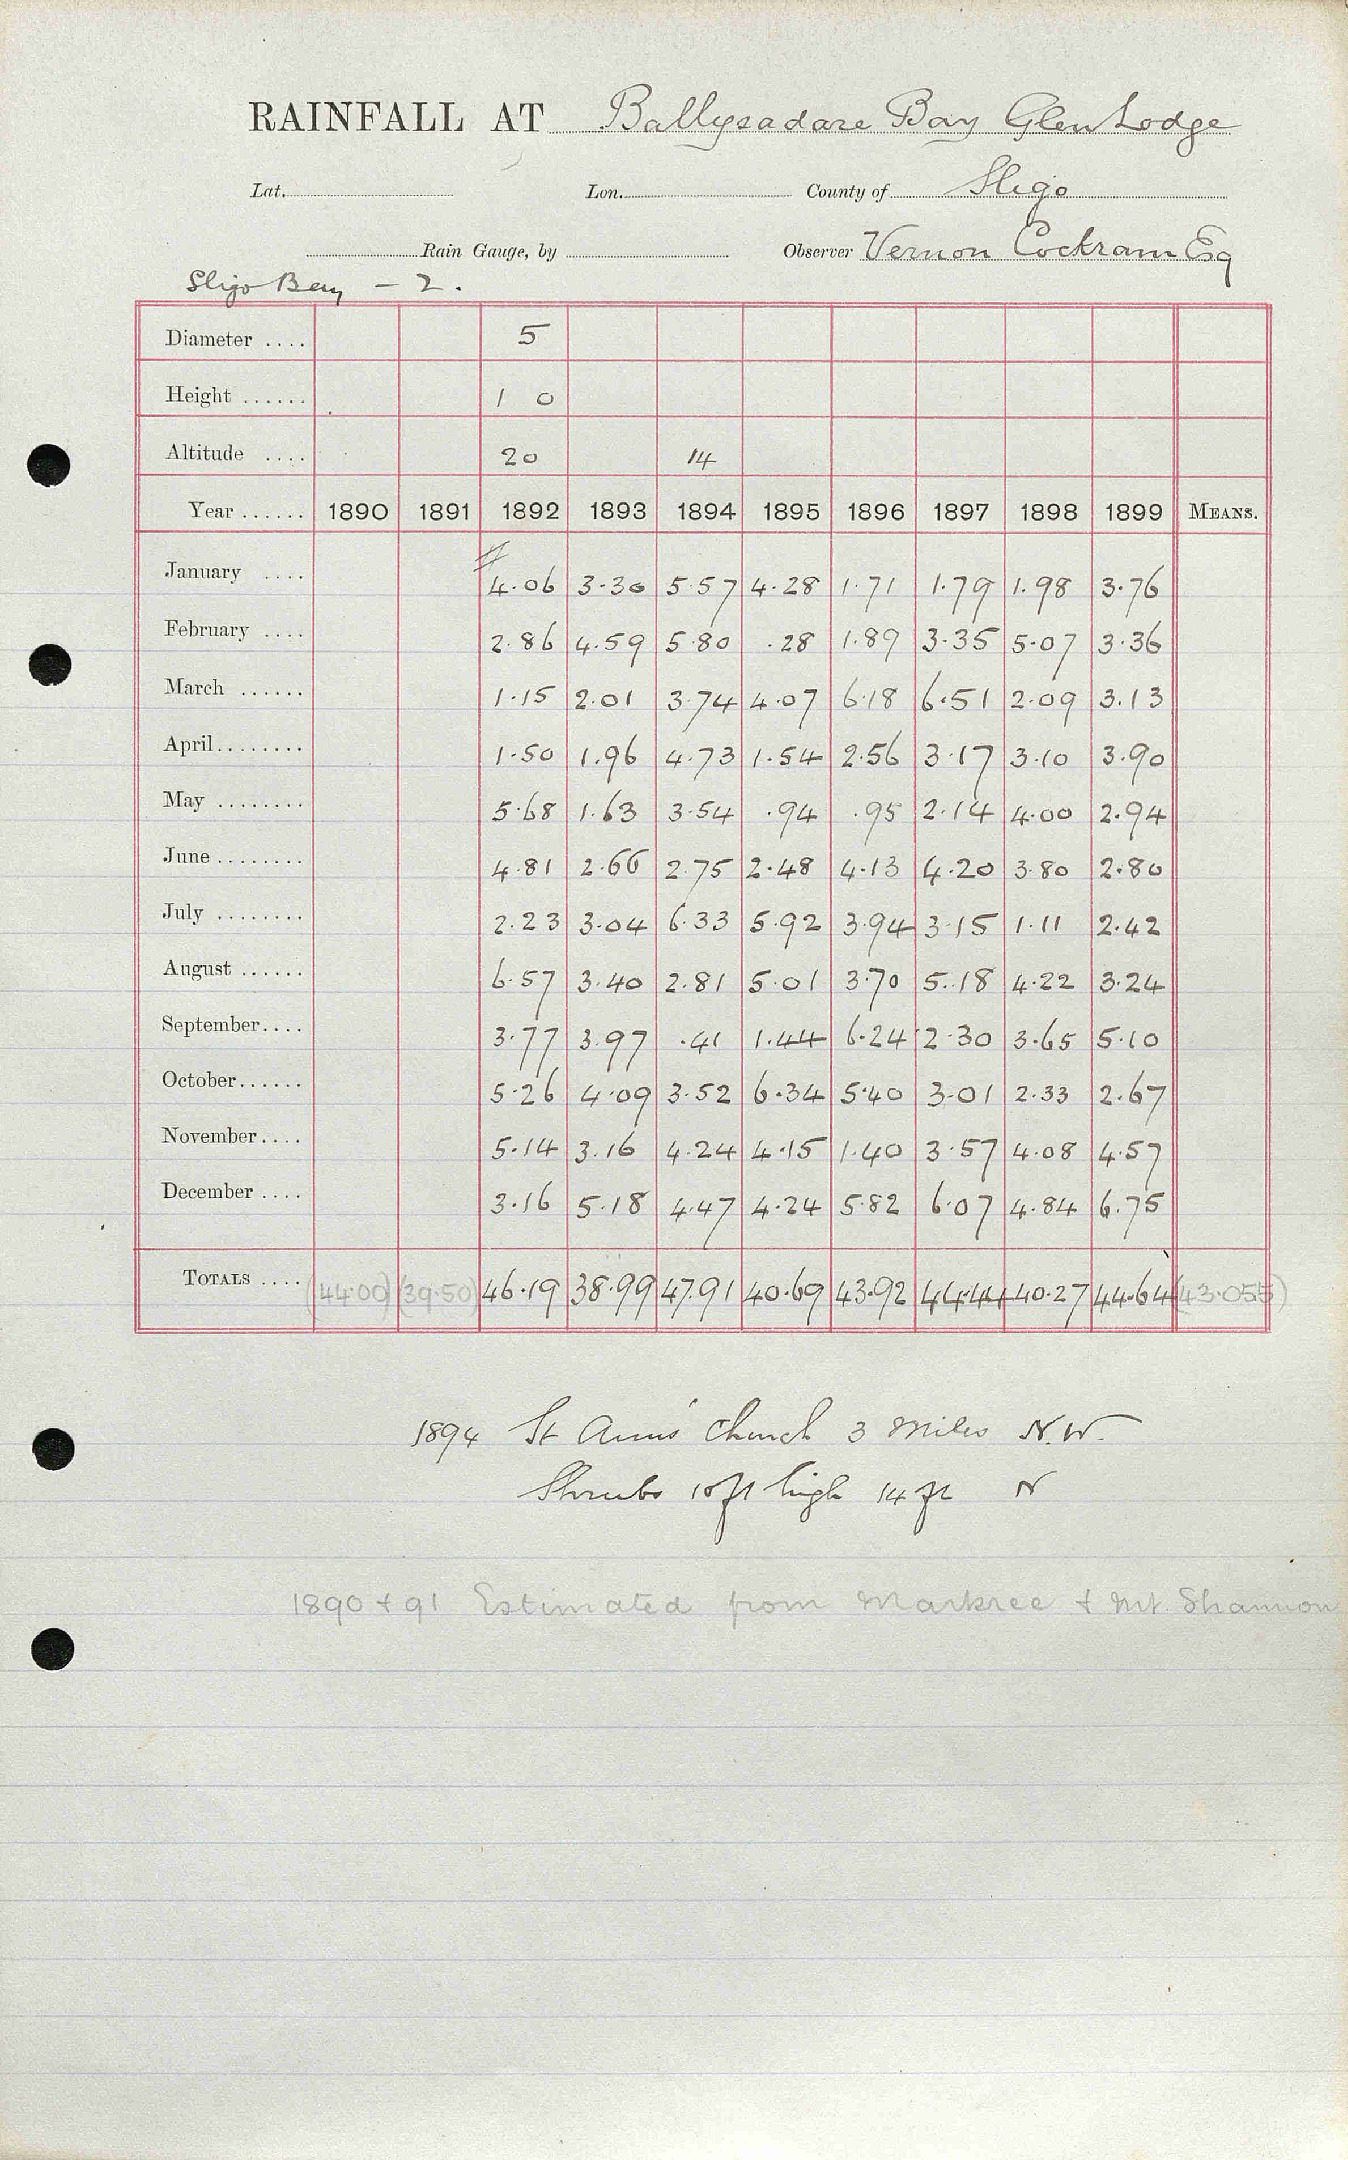 RAINFALL AT Ballysadare Bay Glen Lodge
Lat. Lon. County of Sligo
Rain Gauge, by Observer Vernon Cockram Esq
Sligo Bay - 2.
Diameter .... 5
Height ...... 1 0
Altitude .... 20 14
Year ...... 1890 1891 1892 1893 1894 1895 1896 1897 1898 1899 MEANS.
January .... 4.06 3.30 5.57 4.28 1.71 1.79 1.98 3.76
February .... 2.86 4.59 5.80 .28 1.89 3.35 5.07 3.36
March ...... 1.15 2.01 3.74 4.07 6.18 6.51 2.09 3.13
April........ 1.50 1.96 4.73 1.54 2.56 3.17 3.10 3.90
May ........ 5.68 1.63 3.54 .94 .95 2.14 4.00 2.94
June ........ 4.81 2.66 2.75 2.48 4.13 4.20 3.80 2.80
July ........ 2.23 3.04 6.33 5.92 3.94 3.15 1.11 2.42
August ...... 6.57 3.40 2.81 5.01 3.70 5.18 4.22 3.24
September.... 3.77 3.97 .41 1.44 6.24 2.30 3.65 5.10
October...... 5.26 4.09 3.52 6.34 5.40 3.01 2.33 2.67
November.... 5.14 3.16 4.24 4.15 1.40 3.57 4.08 4.57
December .... 3.16 5.18 4.47 4.24 5.82 6.07 4.84 6.75
TOTALS .... (44.00) (39.50) 46.19 38.99 47.91 40.69 43.92 44.44 40.27 44.64 (43.055)
1894 St Anns' Church 3 miles N.W.
Shrubs 10ft high 14 ft N
1890 + 91 Estimated from Markree + Mt. Shannon